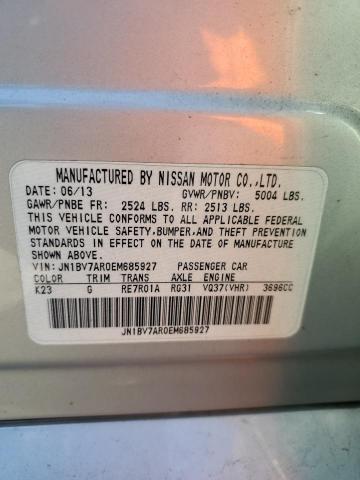 MANUFACTURED BY NISSAN MOTOR CO.,LTD.
DATE: 06/13 GVWR/PNBV: 5004 LBS.
GAWR/PNBE FR: 2524 LBS. RR: 2513 LBS.
THIS VEHICLE CONFORMS TO ALL APPLICABLE FEDERAL
MOTOR VEHICLE SAFETY,BUMPER,AND THEFT PREVENTION
STANDARDS IN EFFECT ON THE DATE OF MANUFACTURE
SHOWN ABOVE.
VIN: JN1BV7AR0EM685927 PASSENGER CAR
COLOR TRIM TRANS AXLE ENGINE
K23 G RE7R01A RG31 VQ37(VHR) 3696CC
JN1BV7AR0EM685927